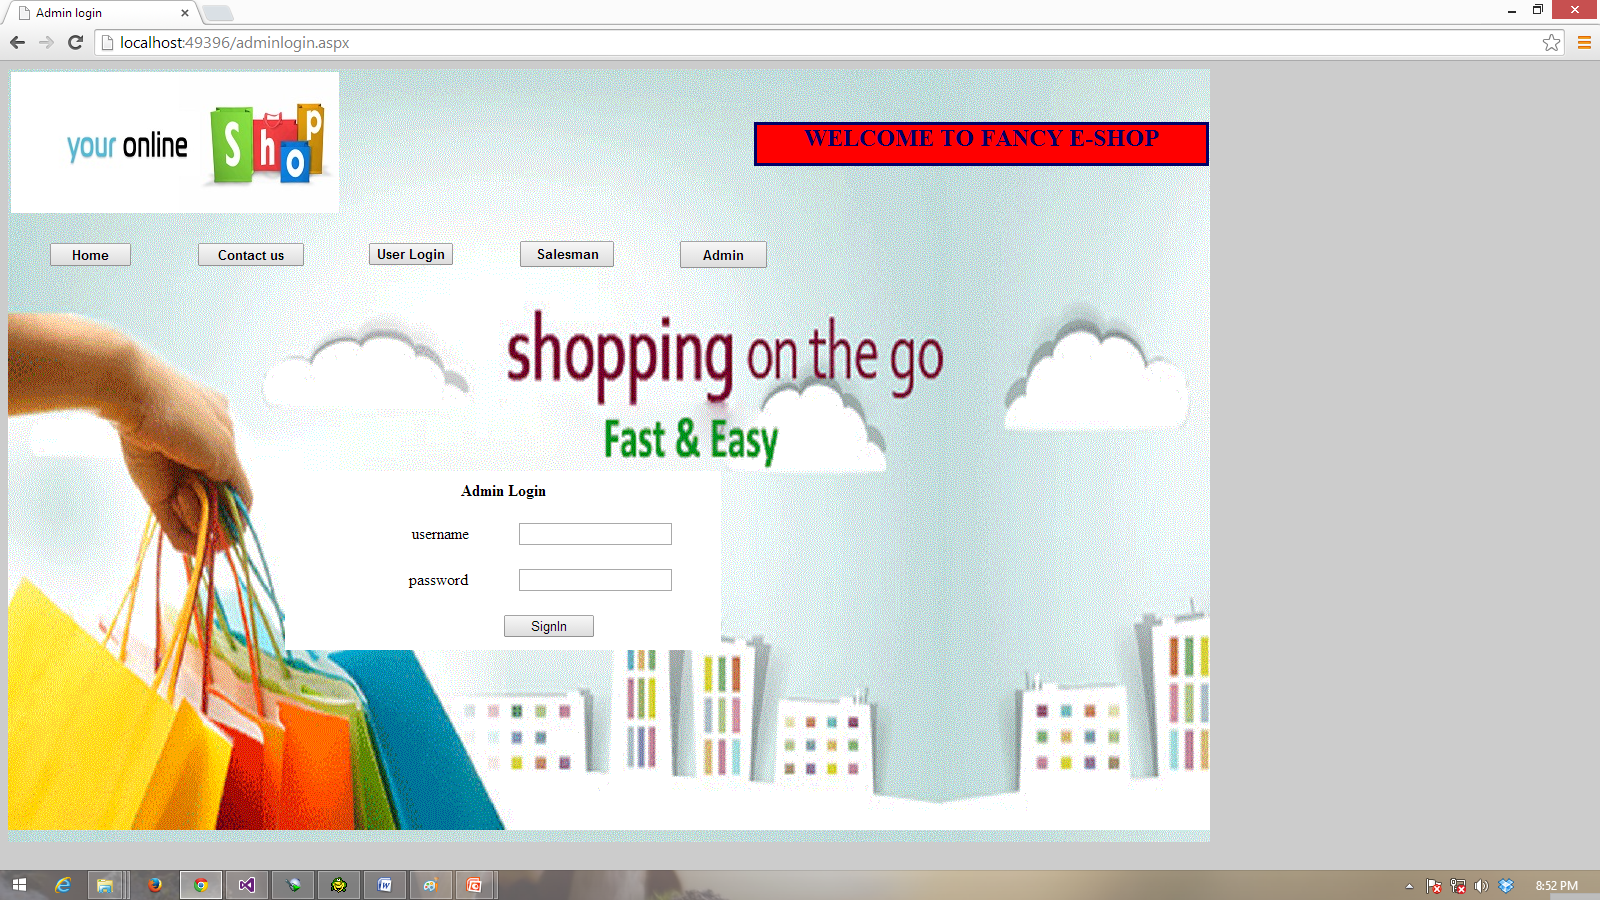 Admin login
localhost:49396/adminlogin.aspx
your online Shop
WELCOME TO FANCY E-SHOP
Home
Contact us
User Login
Salesman
Admin
shopping on the go
Fast & Easy
Admin Login
username
password
SignIn
8:52 PM